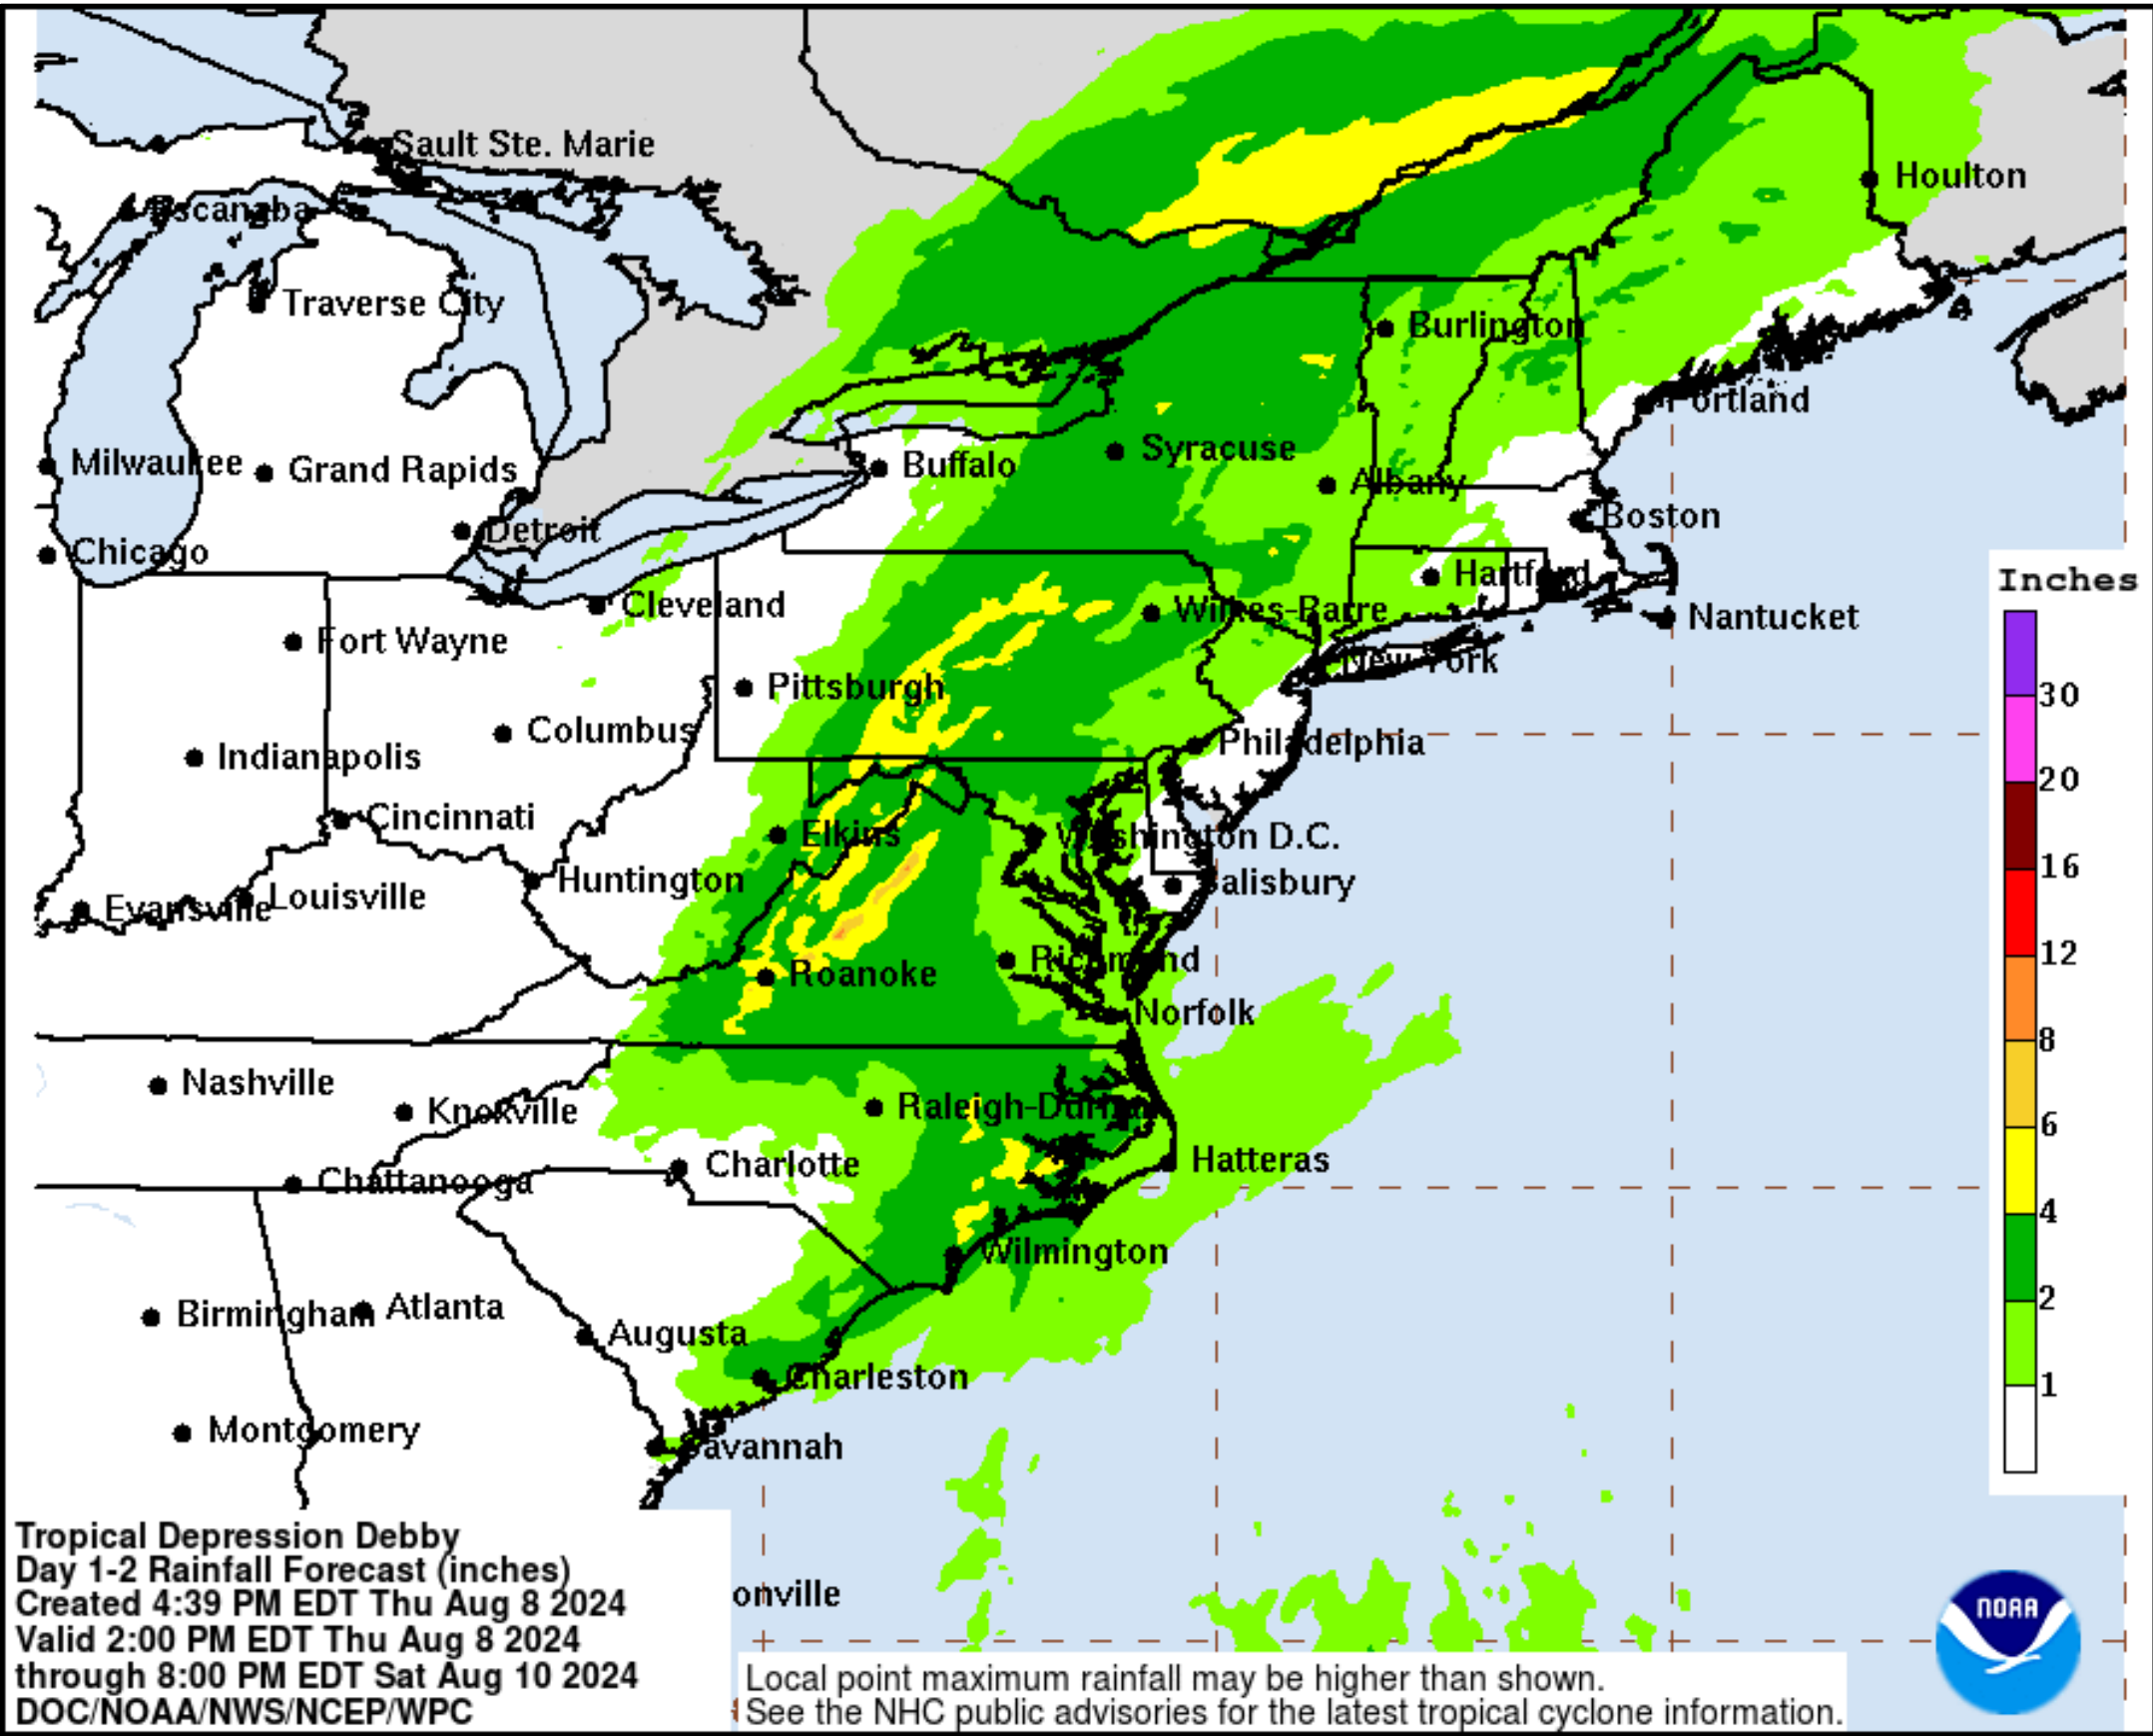 Sault Ste. Marie
Escanaba
Houlton
Traverse City
Burlington
Portland
Milwaukee
Grand Rapids
Buffalo
Syracuse
Albany
Boston
Detroit
Chicago
Hartford
Inches
Cleveland
Wilkes-Barre
Nantucket
Fort Wayne
New York
30
Pittsburgh
Columbus
Philadelphia
Indianapolis
20
Cincinnati
Elkins
Washington D.C.
16
Huntington
Salisbury
Evansville
Louisville
12
Richmond
Roanoke
Norfolk
8
Nashville
Knoxville
Raleigh-Durham
6
Charlotte
Hatteras
Chattanooga
4
Wilmington
2
Birmingham
Atlanta
Augusta
Charleston
1
Montgomery
Savannah
Tropical Depression Debby
Day 1-2 Rainfall Forecast (inches)
Created 4:39 PM EDT Thu Aug 8 2024
Valid 2:00 PM EDT Thu Aug 8 2024
through 8:00 PM EDT Sat Aug 10 2024
DOC/NOAA/NWS/NCEP/WPC
onville
NOAA
Local point maximum rainfall may be higher than shown.
See the NHC public advisories for the latest tropical cyclone information.